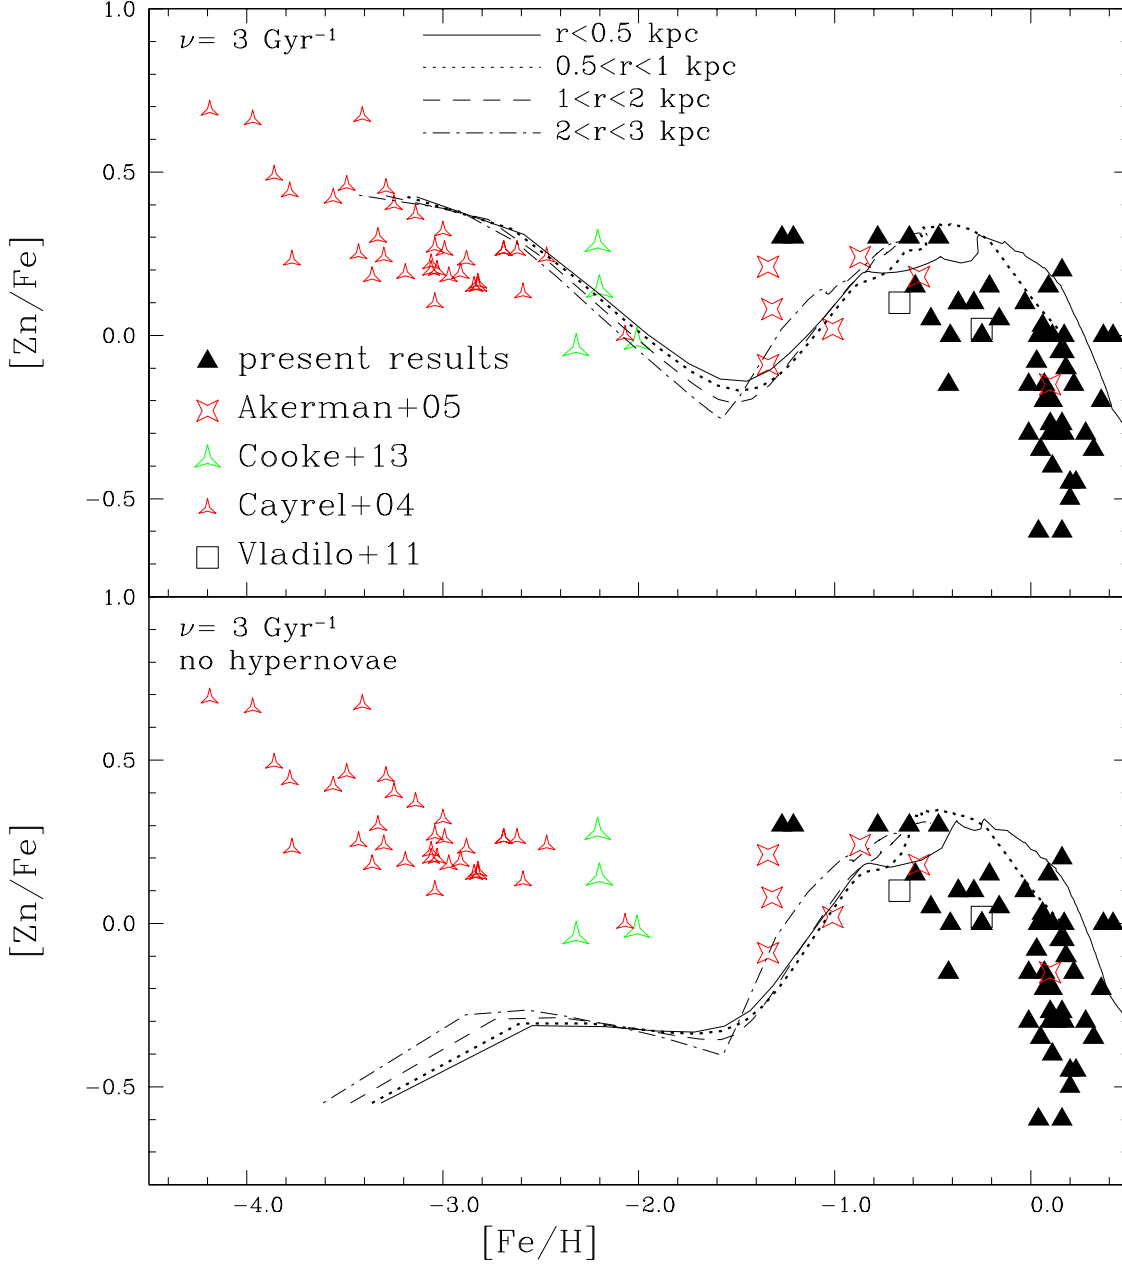 1.0
ν= 3 Gyr⁻¹
r<0.5 kpc
0.5<r<1 kpc
1<r<2 kpc
2<r<3 kpc
0.5
[Zn/Fe]
0.0
present results
Akerman+05
Cooke+13
Cayrel+04
Vladilo+11
−0.5
1.0
ν= 3 Gyr⁻¹
no hypernovae
0.5
[Zn/Fe]
0.0
−0.5
−4.0 −3.0 −2.0 −1.0 0.0
[Fe/H]